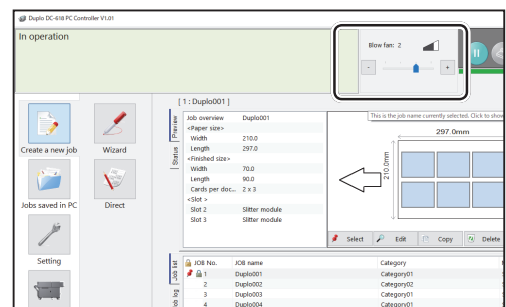 Duplo DC-618 PC Controller V1.01
In operation
Blow fan: 2
-
+
[ 1 : Duplo001 ]
Create a new job
Wizard
Jobs saved in PC
Direct
Setting
Preview
Status
Job overview Duplo001
<Paper size>
Width 210.0
Length 297.0
<Finished size>
Width 70.0
Length 90.0
Cards per doc... 2 x 3
<Slot >
Slot 2 Slitter module
Slot 3 Slitter module
This is the job name currently selected. Click to show
297.0mm
210.0mm
Select Edit Copy Delete
Job list
Job log
JOB No. JOB name Category
1 Duplo001 Category01
2 Duplo002 Category02
3 Duplo003 Category01
4 Duplo004 Category01